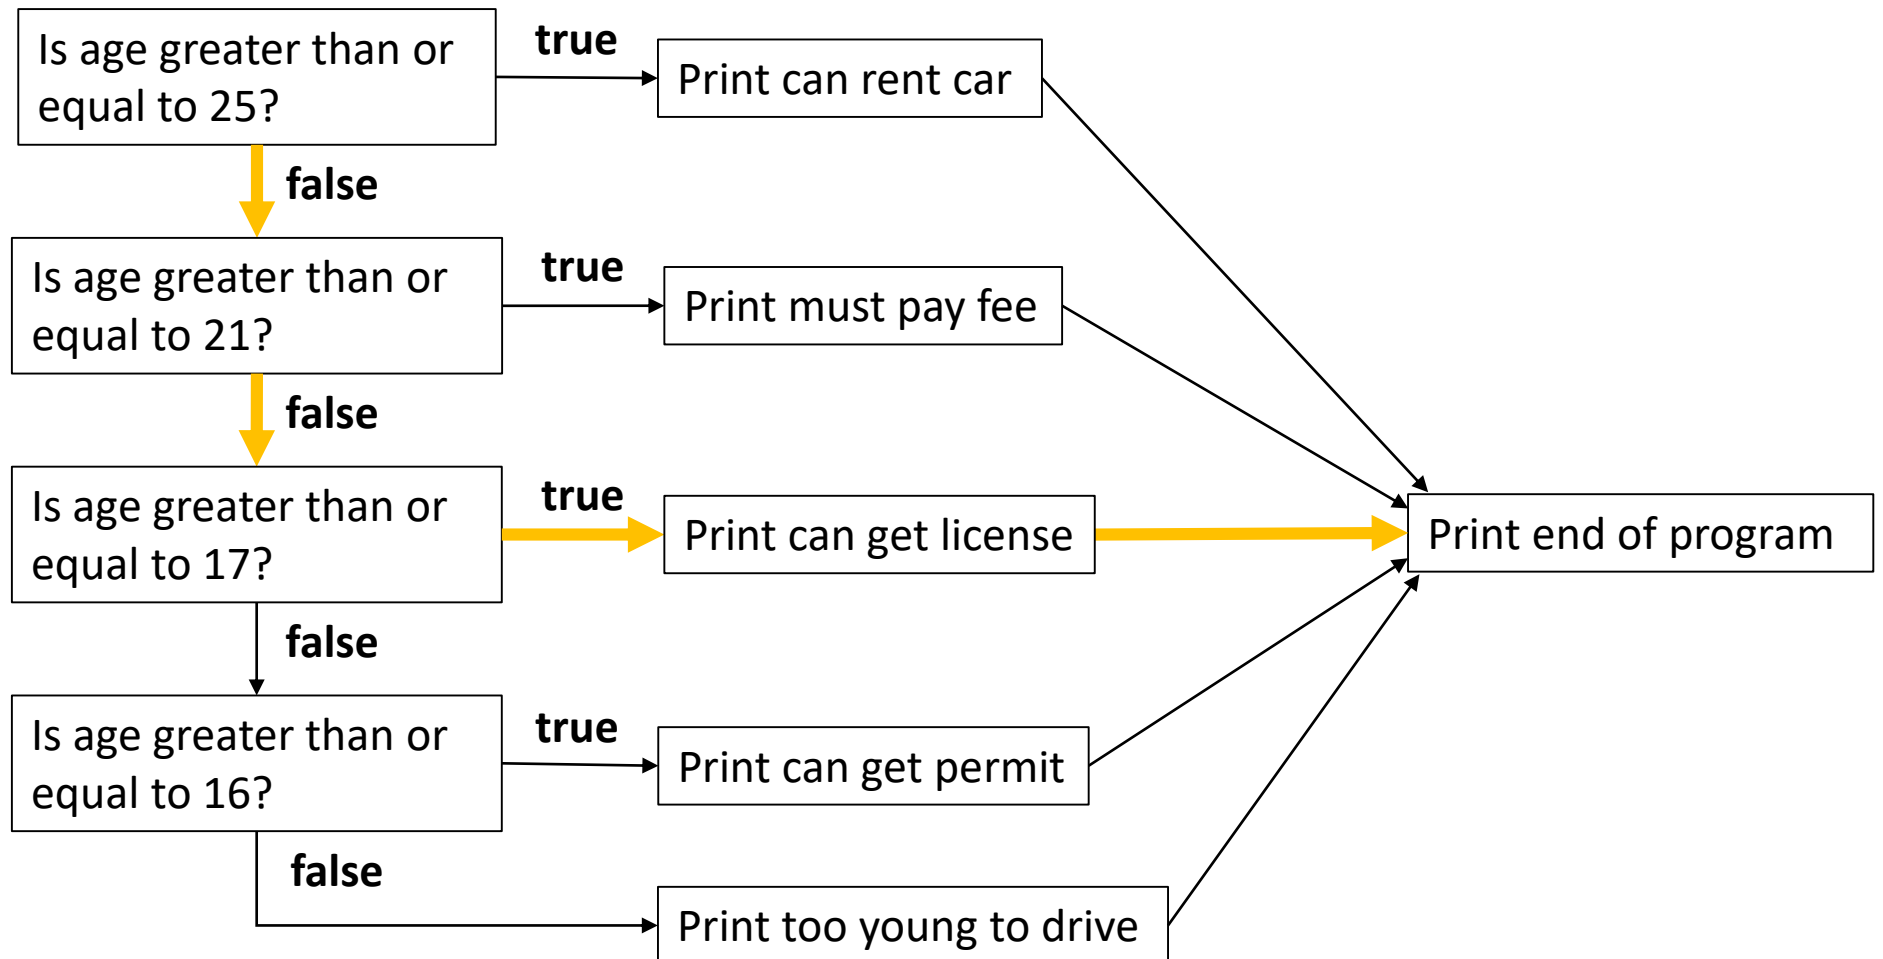 Is age greater than or
equal to 25?
true
Print can rent car
false
Is age greater than or
equal to 21?
true
Print must pay fee
false
Is age greater than or
equal to 17?
true
Print can get license
Print end of program
false
Is age greater than or
equal to 16?
true
Print can get permit
false
Print too young to drive